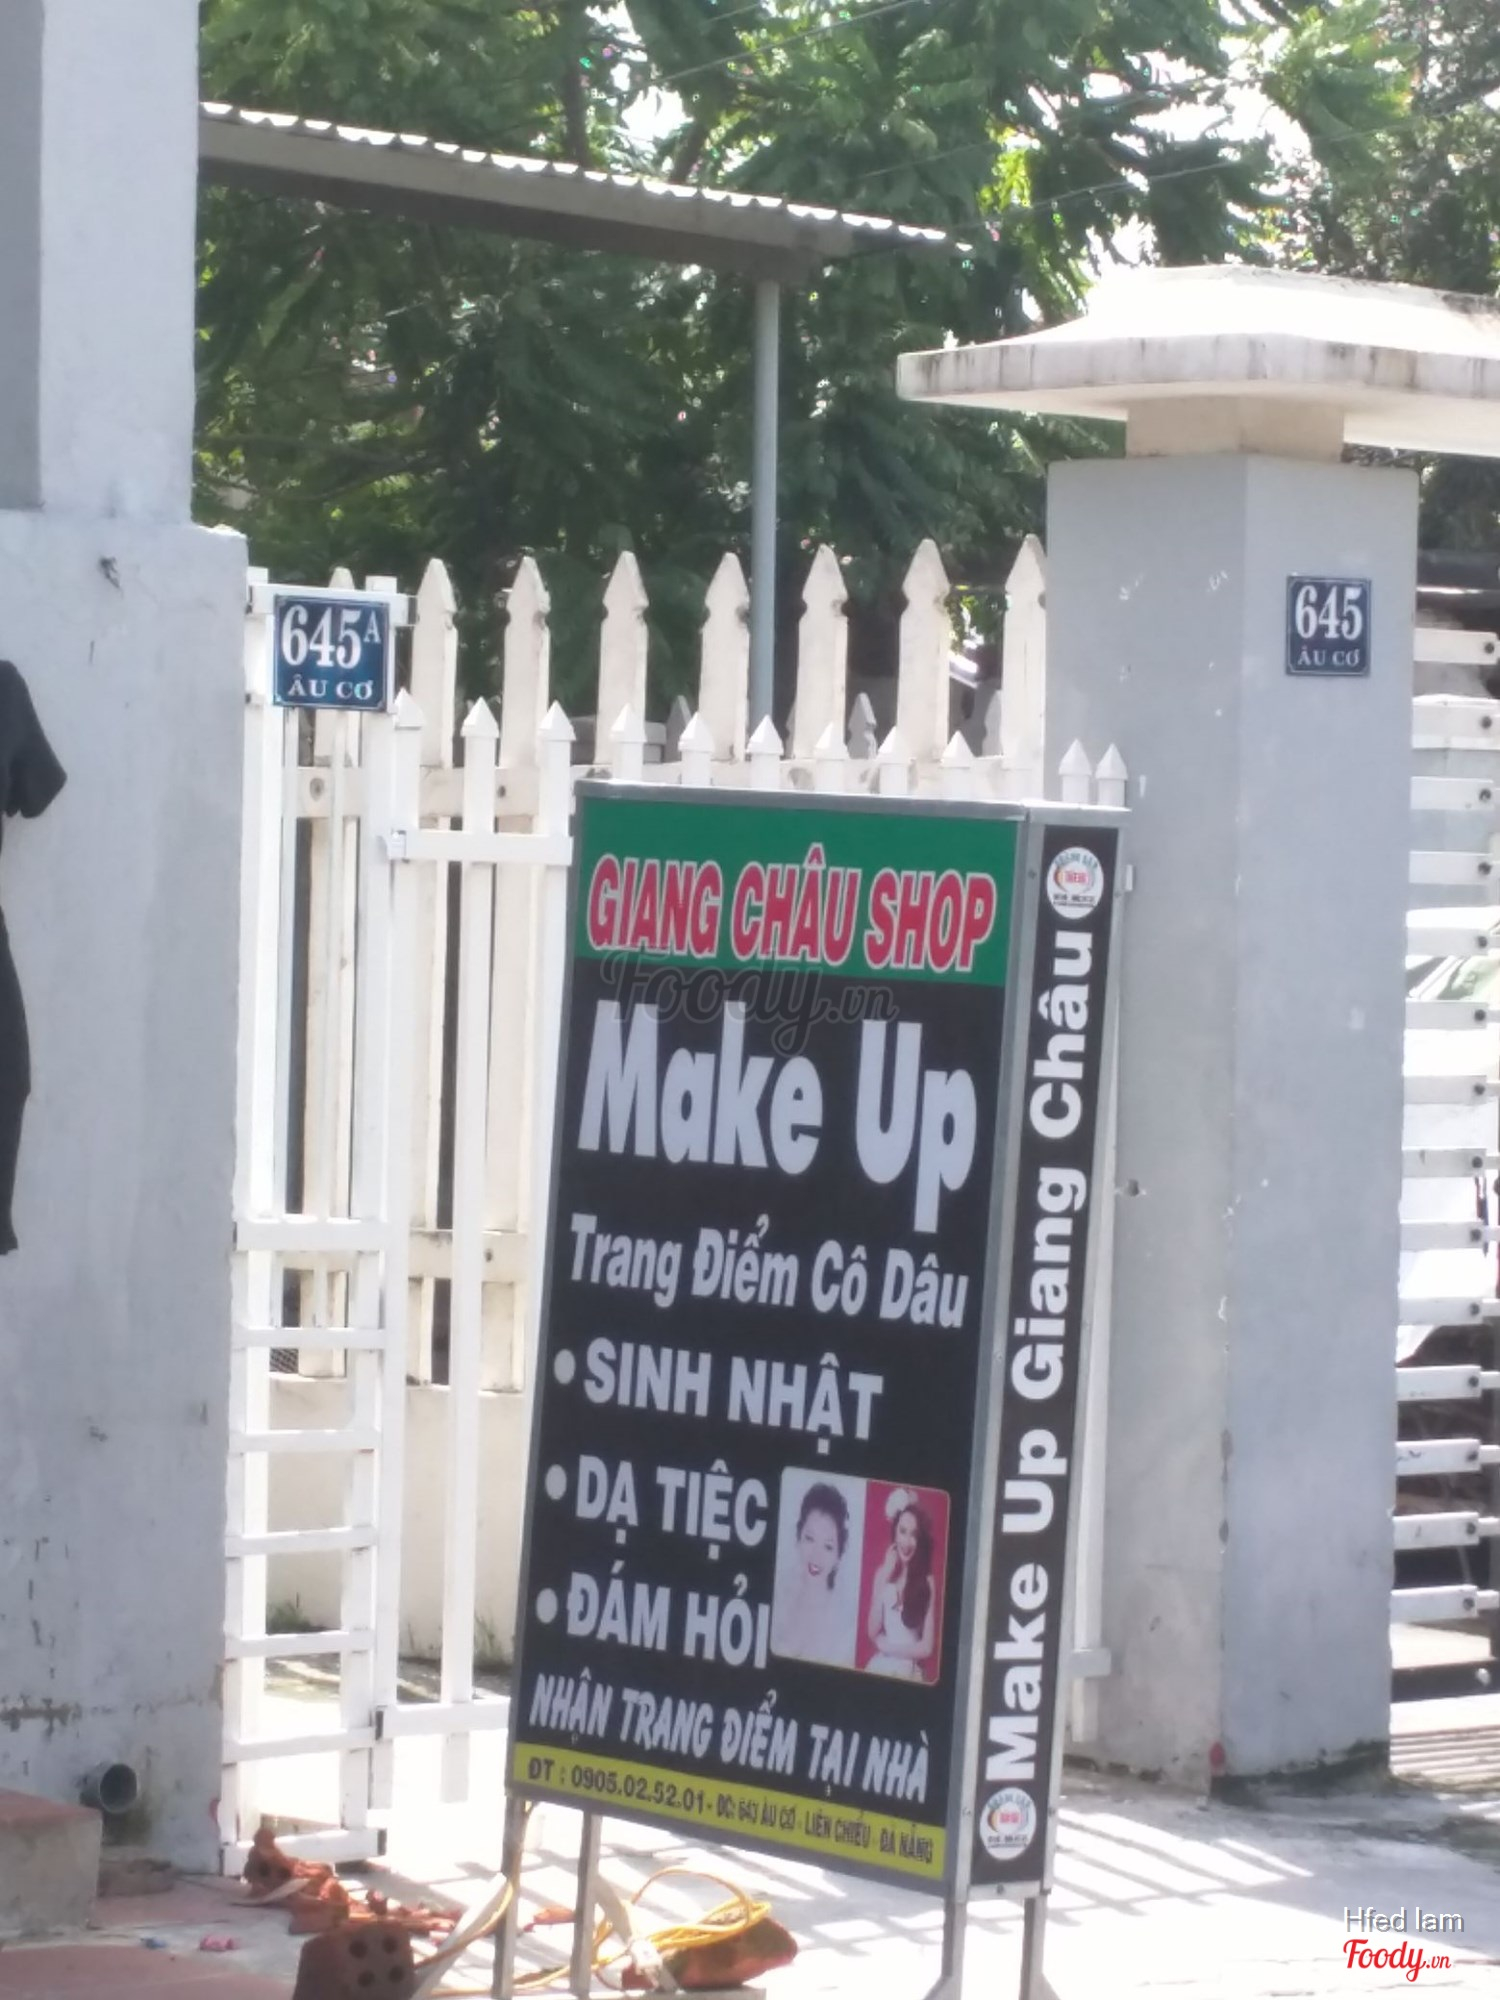 645A
ÂU CƠ
645
ÂU CƠ
GIANG CHÂU SHOP
Foody.vn
Make Up
Trang Điểm Cô Dâu
• SINH NHẬT
• DẠ TIỆC
• ĐÁM HỎI
NHẬN TRANG ĐIỂM TẠI NHÀ
ĐT : 0905.02.52.01 - ĐC: 643 ÂU CƠ - LIÊN CHIỂU - ĐÀ NẴNG
Make Up Giang Châu
Hfed lam
Foody.vn